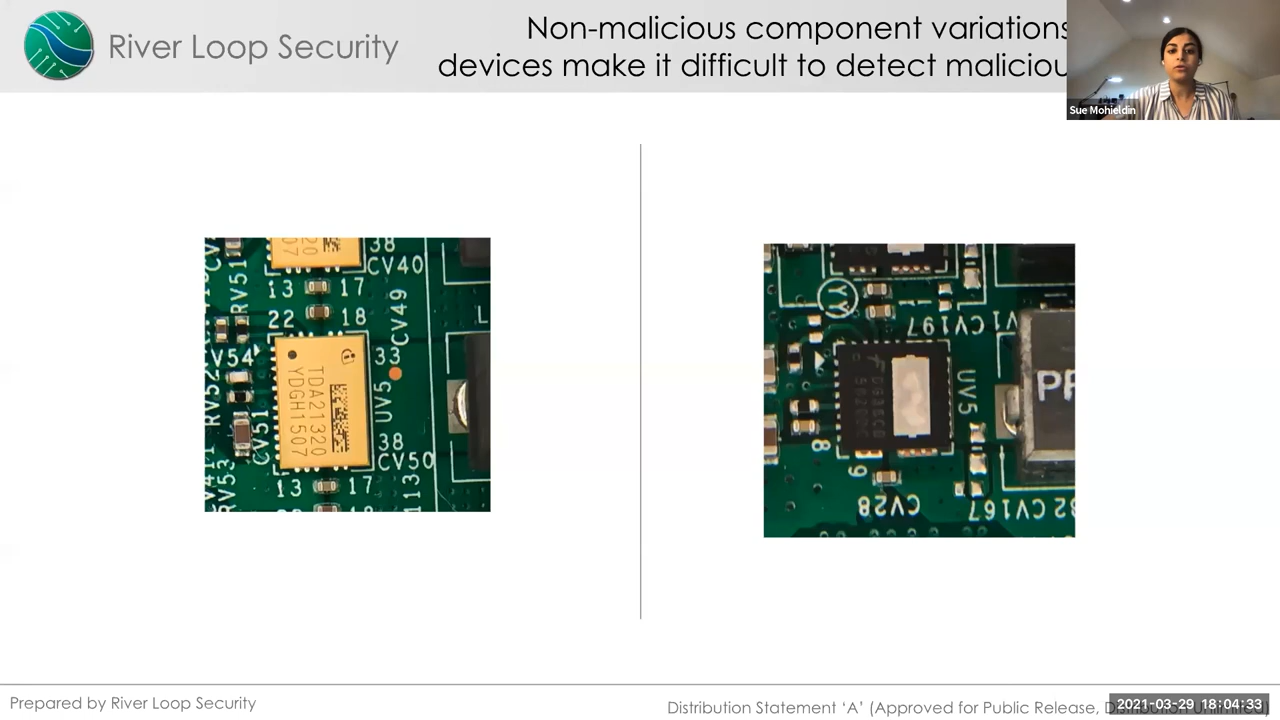 River Loop Security
Non-malicious component variations
devices make it difficult to detect maliciou
Sue Mohieldin
38
CV40
RV51
13
17
CV49
22
18
V54
33
TDA21320
YDGH1507
UV5
RV52
CV51
38
CV50
RV53
13
17
113
YY
CV197
UV5
8
9
CV28
CV167
Prepared by River Loop Security
Distribution Statement ‘A’ (Approved for Public Release,
2021-03-29 18:04:33